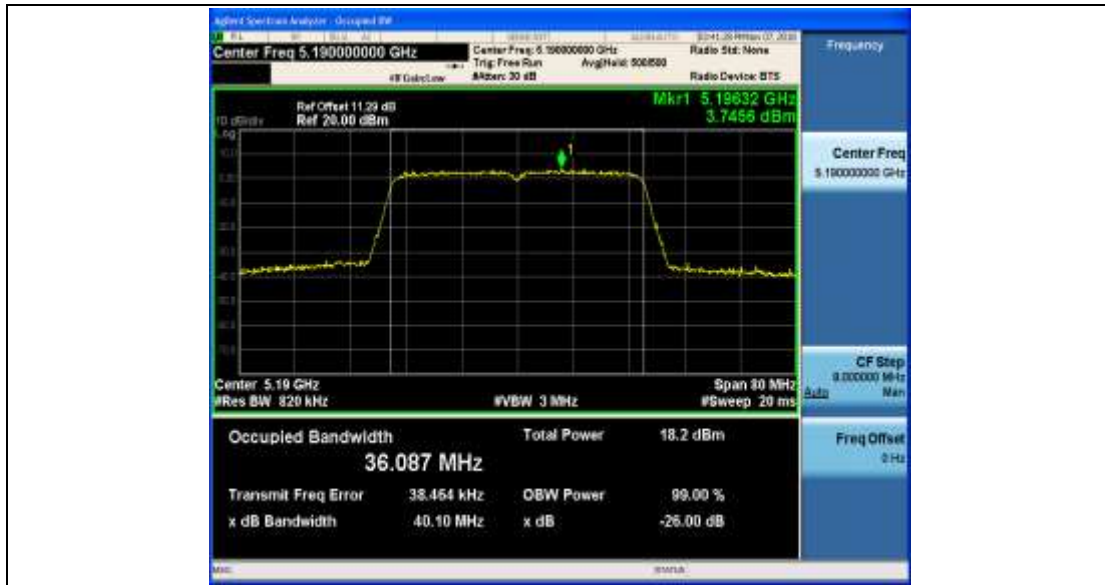 Agilent Spectrum Analyzer - Occupied BW
Center Freq 5.190000000 GHz
Center Freq: 5.190000000 GHz
Radio Std: None
Trig: Free Run
Avg|Hold: 500/500
#IFGain:Low
#Atten: 30 dB
Radio Device: BTS
Frequency
Ref Offset 11.29 dB
10 dB/div
Ref 20.00 dBm
Mkr1 5.19632 GHz
3.7456 dBm
Log
1
Center Freq
5.190000000 GHz
Center 5.19 GHz
Span 80 MHz
#Res BW 820 kHz
#VBW 3 MHz
#Sweep 20 ms
CF Step
8.000000 MHz
Auto
Man
Occupied Bandwidth
Total Power
18.2 dBm
36.087 MHz
Freq Offset
0 Hz
Transmit Freq Error
38.464 kHz
OBW Power
99.00 %
x dB Bandwidth
40.10 MHz
x dB
-26.00 dB
MSG
STATUS